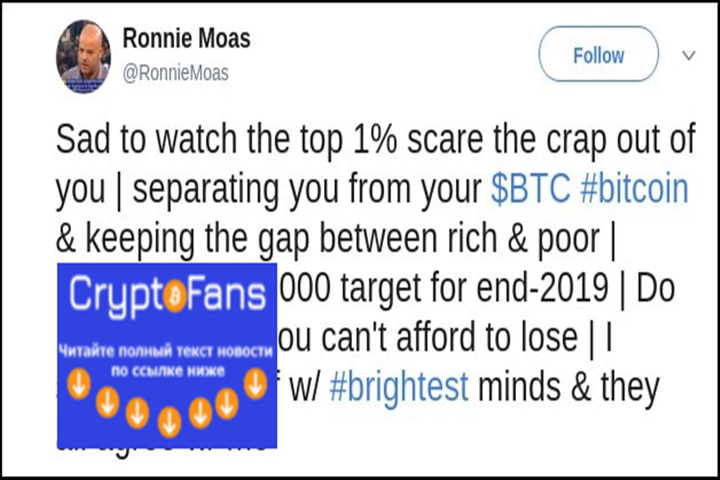 Ronnie Moas
@RonnieMoas
Follow
Sad to watch the top 1% scare the crap out of
you | separating you from your $BTC #bitcoin
& keeping the gap between rich & poor |
000 target for end-2019 | Do
ou can't afford to lose | I
w/ #brightest minds & they
CryptoFans
Читайте полный текст новости
по ссылке ниже